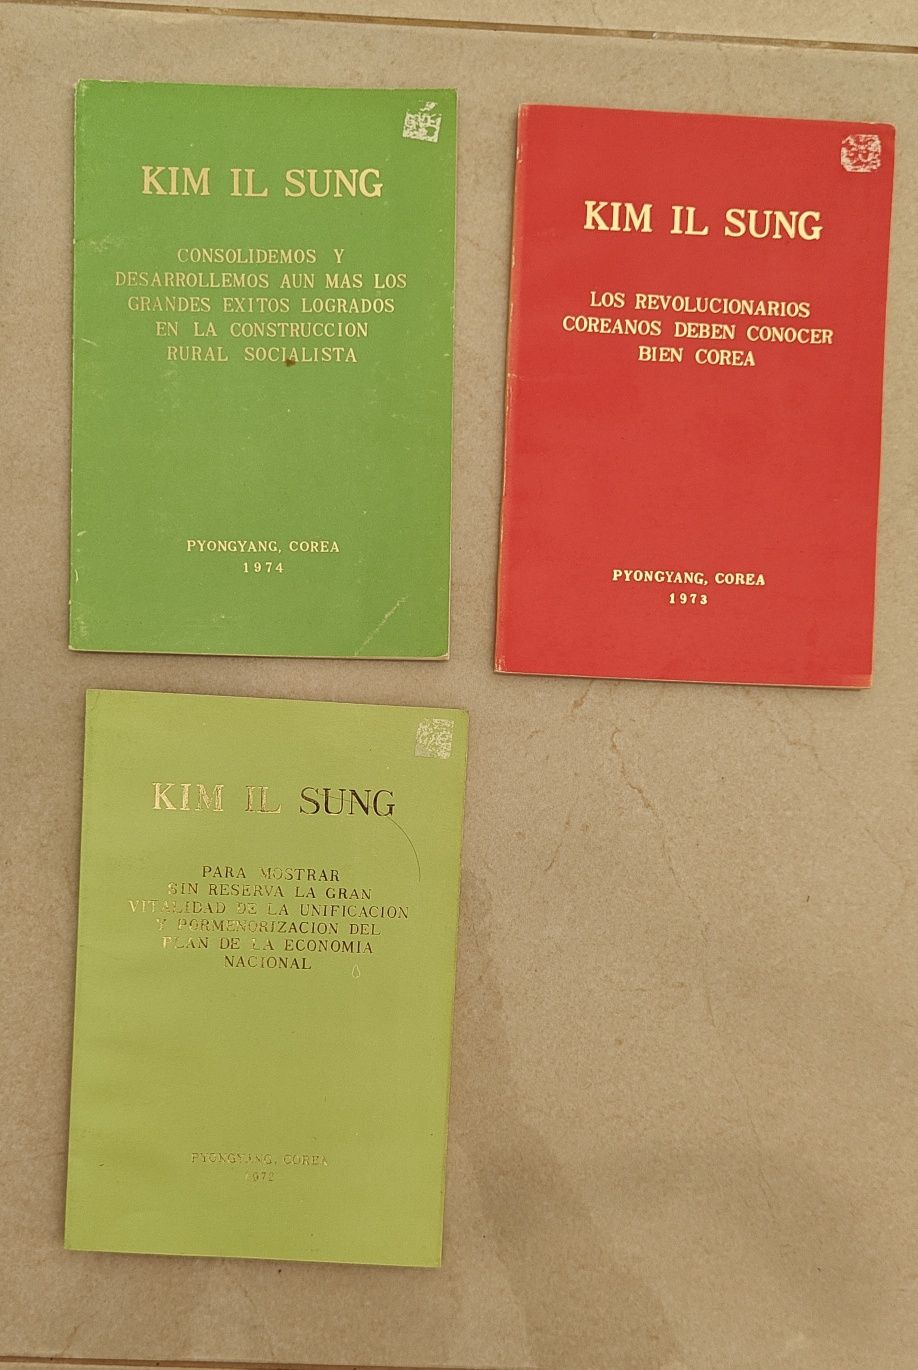 KIM IL SUNG
CONSOLIDEMOS Y
DESARROLLEMOS AUN MAS LOS
GRANDES EXITOS LOGRADOS
EN LA CONSTRUCCION
RURAL SOCIALISTA
PYONGYANG, COREA
1974
KIM IL SUNG
LOS REVOLUCIONARIOS
COREANOS DEBEN CONOCER
BIEN COREA
PYONGYANG, COREA
1973
KIM IL SUNG
PARA MOSTRAR
SIN RESERVA LA GRAN
VITALIDAD DE LA UNIFICACION
Y PORMENORIZACION DEL
PLAN DE LA ECONOMIA
NACIONAL
PYONGYANG, COREA
1972